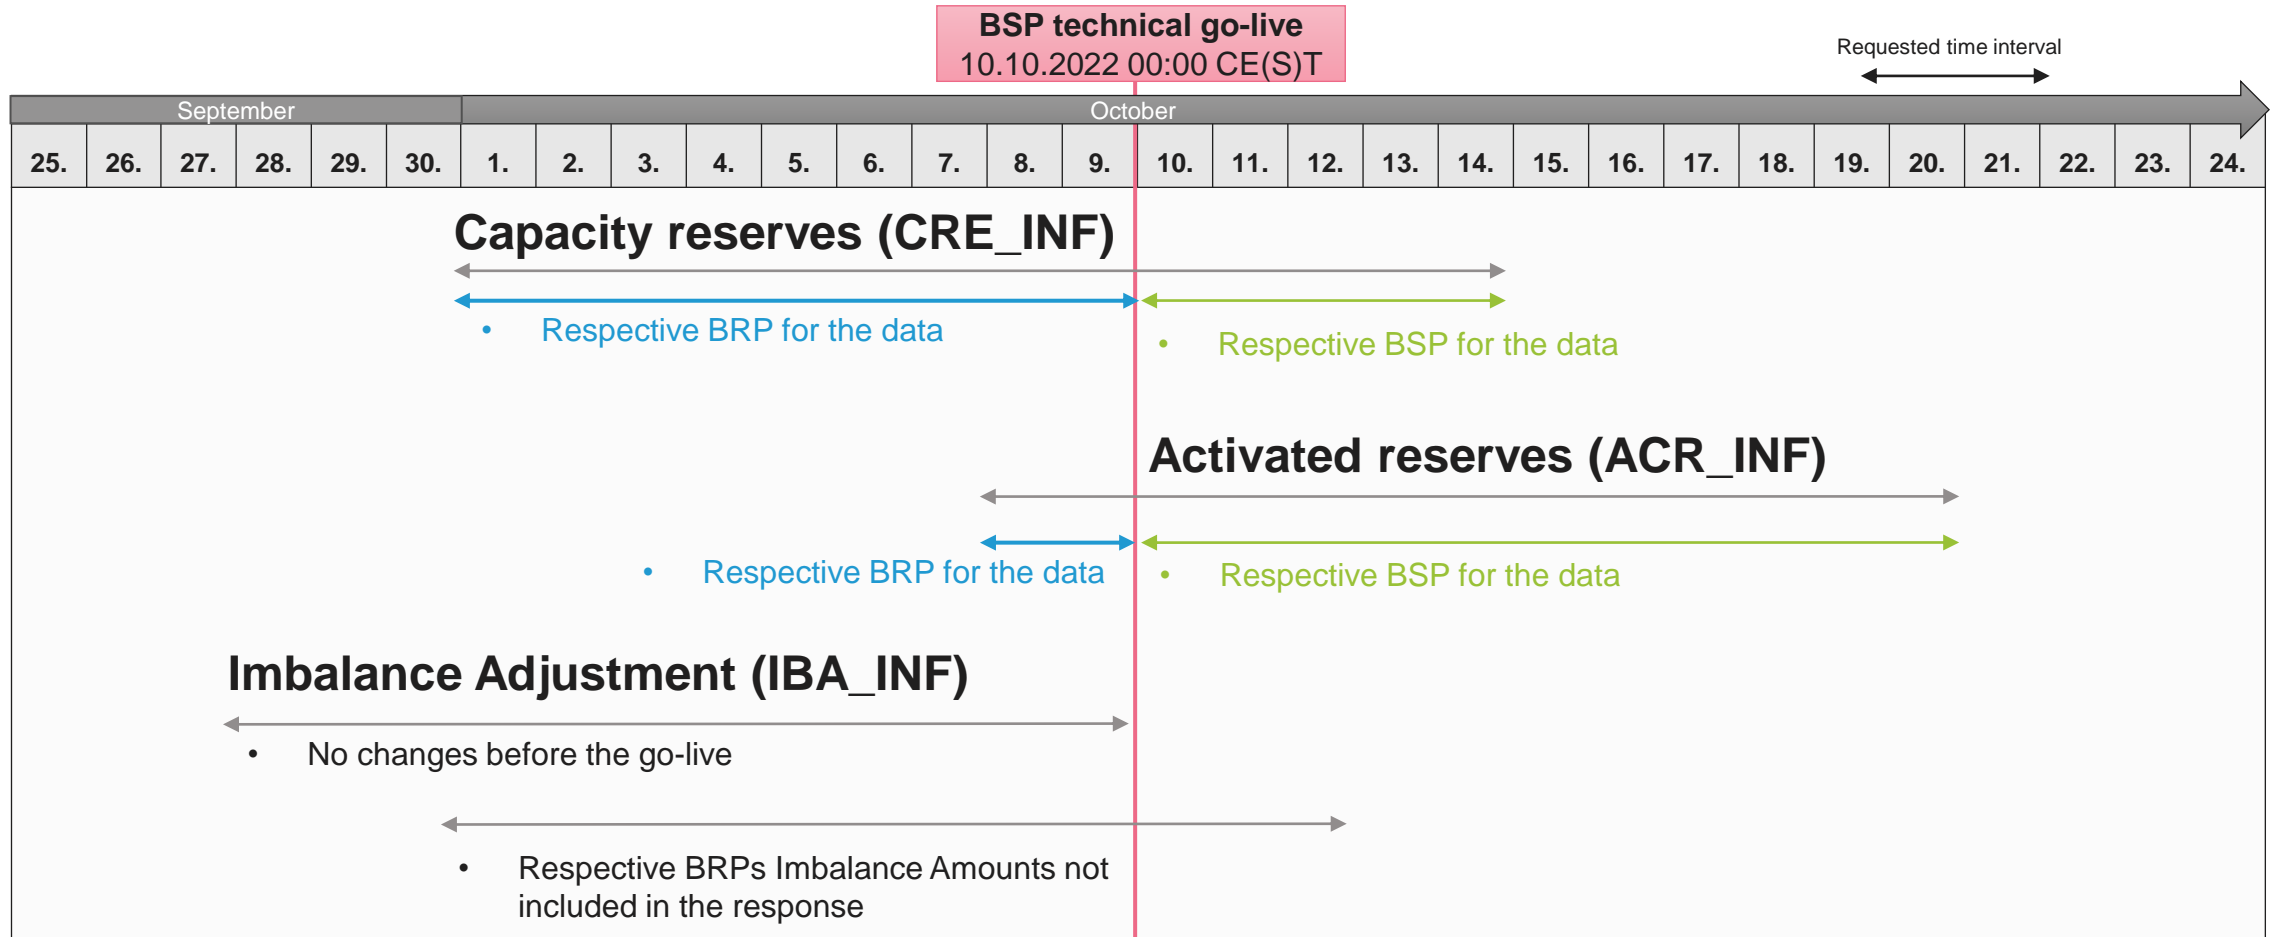 BSP technical go-live
10.10.2022 00:00 CE(S)T
Requested time interval
September October
25. 26. 27. 28. 29. 30. 1. 2. 3. 4. 5. 6. 7. 8. 9. 10. 11. 12. 13. 14. 15. 16. 17. 18. 19. 20. 21. 22. 23. 24.
Capacity reserves (CRE_INF)
• Respective BRP for the data
• Respective BSP for the data
Activated reserves (ACR_INF)
• Respective BRP for the data
• Respective BSP for the data
Imbalance Adjustment (IBA_INF)
• No changes before the go-live
• Respective BRPs Imbalance Amounts not
included in the response